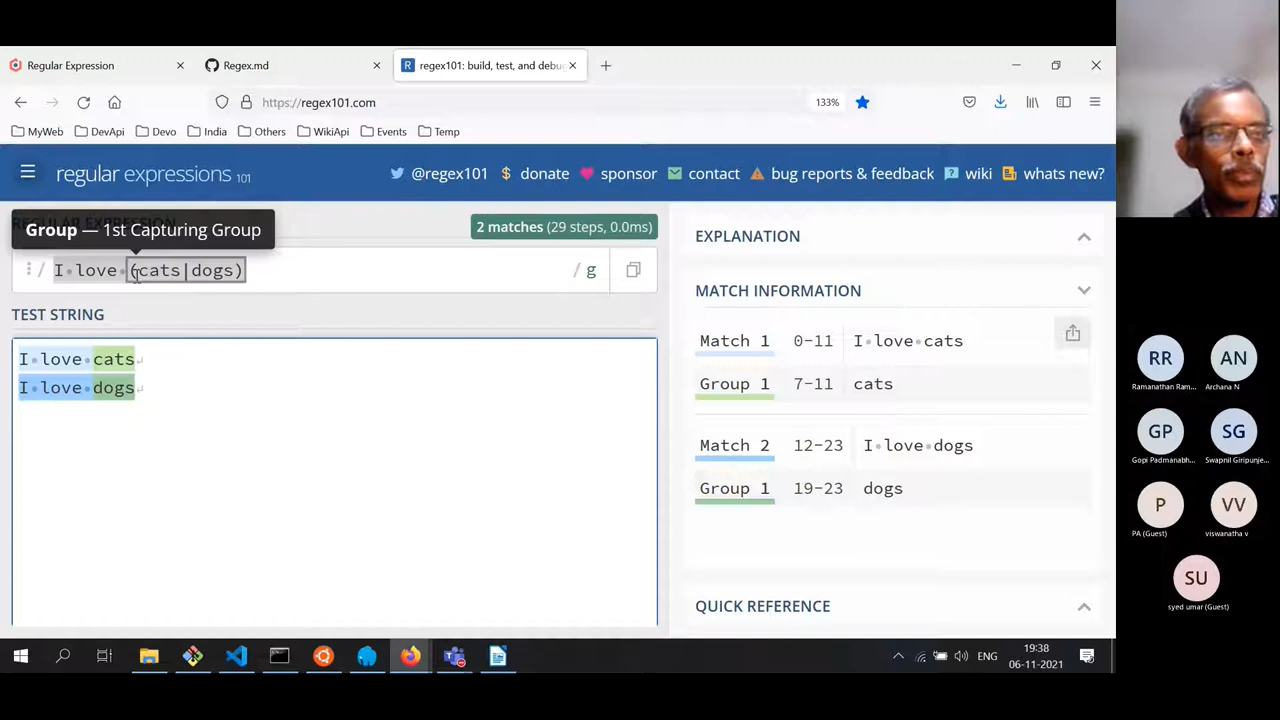 Regular Expression
Regex.md
regex101: build, test, and debug
https://regex101.com
133%
MyWeb
DevApi
Devo
India
Others
WikiApi
Events
Temp
regular expressions 101
@regex101
$ donate
sponsor
contact
bug reports & feedback
wiki
whats new?
Group — 1st Capturing Group
2 matches (29 steps, 0.0ms)
/ I love (cats|dogs)
/ g
TEST STRING
I love cats
I love dogs
EXPLANATION
MATCH INFORMATION
Match 1 0-11 I love cats
Group 1 7-11 cats
Match 2 12-23 I love dogs
Group 1 19-23 dogs
QUICK REFERENCE
RR
Ramanathan Ram...
AN
Archana N
GP
Gopi Padmanabh...
SG
Swapnil Giripunje...
P
PA (Guest)
VV
viswanatha v
SU
syed umar (Guest)
ENG
19:38
06-11-2021